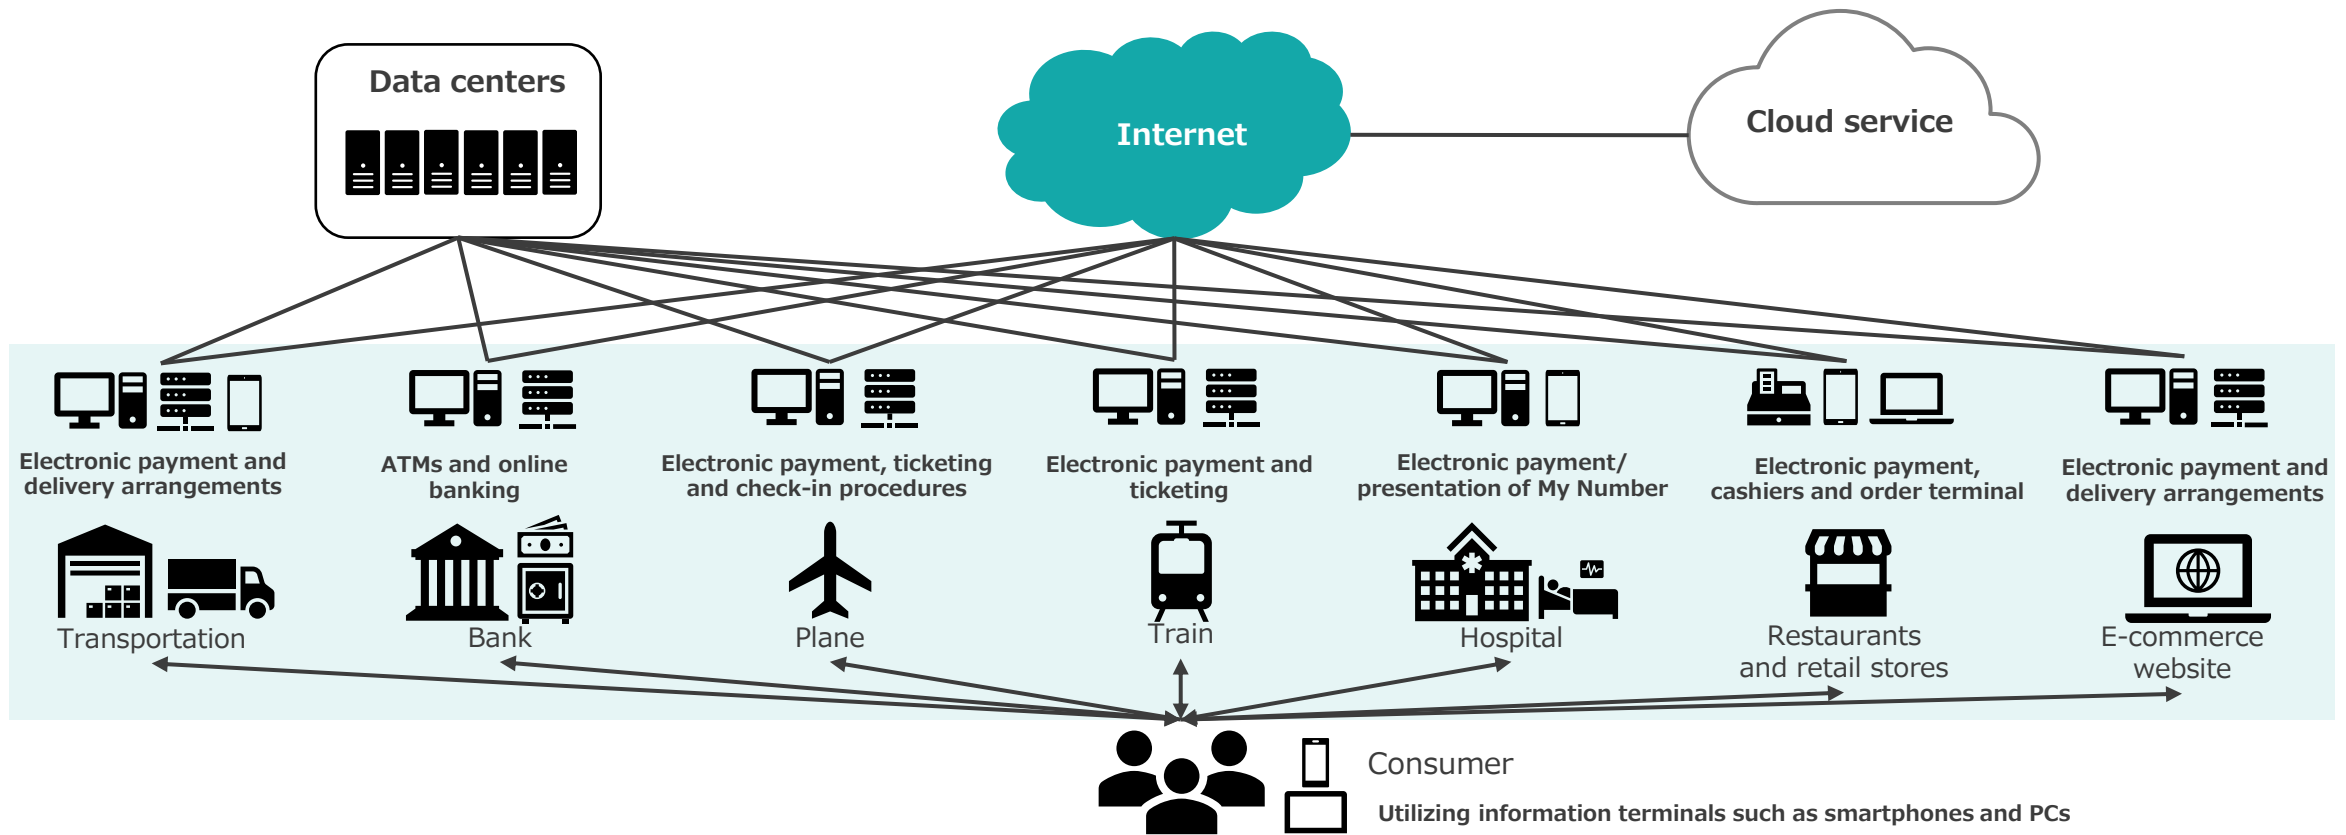 Data centers
Internet
Cloud service
Electronic payment and
delivery arrangements
ATMs and online
banking
Electronic payment, ticketing
and check-in procedures
Electronic payment and
ticketing
Electronic payment/
presentation of My Number
Electronic payment,
cashiers and order terminal
Electronic payment and
delivery arrangements
Transportation
Bank
Plane
Train
Hospital
Restaurants
and retail stores
E-commerce
website
Consumer
Utilizing information terminals such as smartphones and PCs